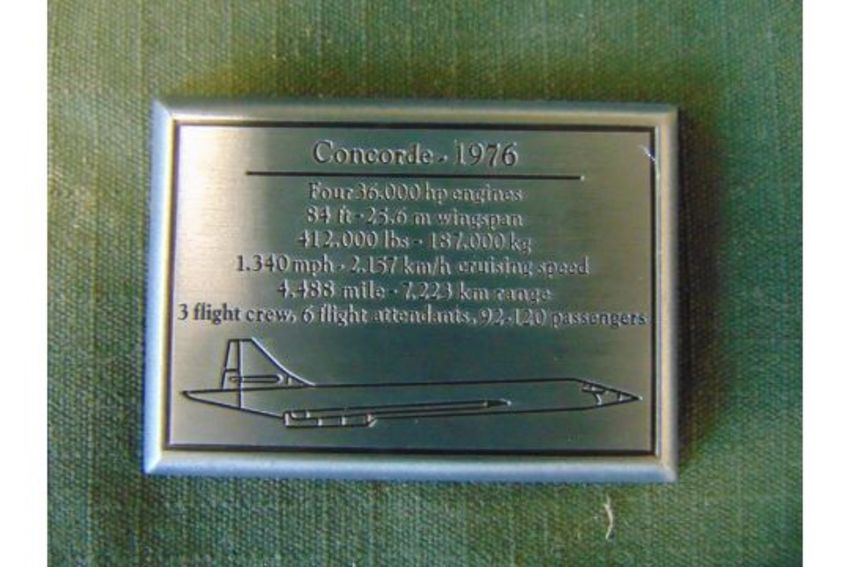 Concorde - 1976
Four 36,000 hp engines
84 ft - 25.6 m wingspan
412,000 lbs - 187,000 kg
1,340 mph - 2,157 km/h cruising speed
4,488 mile - 7,223 km range
3 flight crew, 6 flight attendants, 92-120 passengers